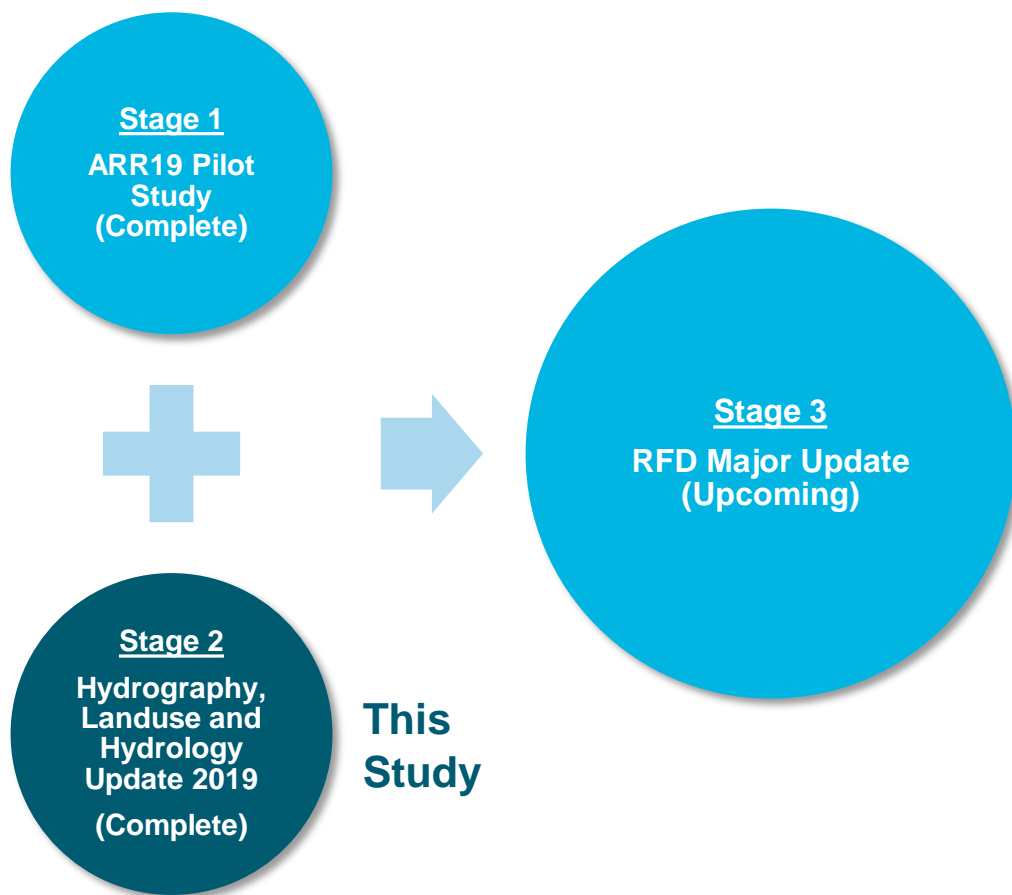 Stage 1
ARR19 Pilot
Study
(Complete)
Stage 3
RFD Major Update
(Upcoming)
Stage 2
Hydrography,
Landuse and
Hydrology
Update 2019
(Complete)
This
Study